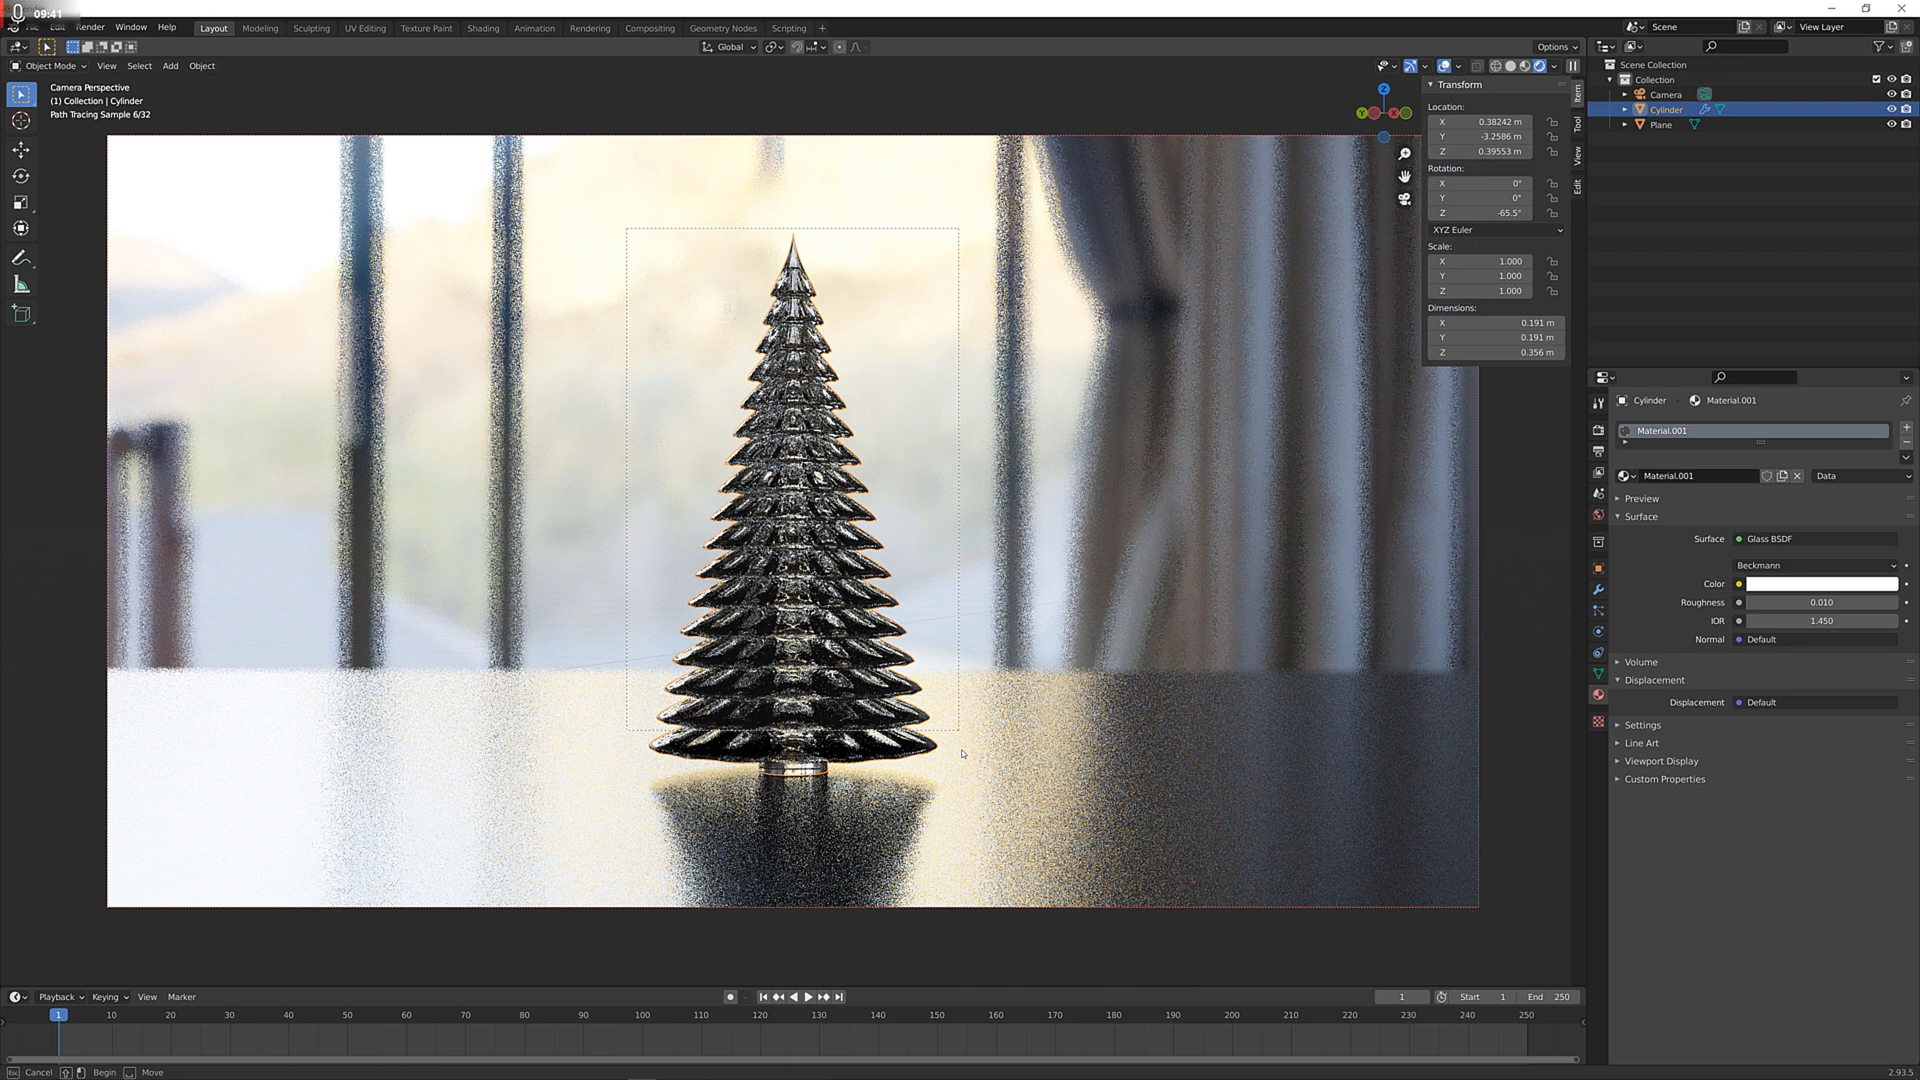 09:41
File Edit Render Window Help Layout Modeling Sculpting UV Editing Texture Paint Shading Animation Rendering Compositing Geometry Nodes Scripting + Scene View Layer
Global Options
Object Mode View Select Add Object
Camera Perspective
(1) Collection | Cylinder
Path Tracing Sample 6/32
Z
Y X
Transform
Location:
X 0.38242 m
Y -3.2586 m
Z 0.39553 m
Rotation:
X 0°
Y 0°
Z -65.5°
XYZ Euler
Scale:
X 1.000
Y 1.000
Z 1.000
Dimensions:
X 0.191 m
Y 0.191 m
Z 0.356 m
Item
Tool
View
Edit
Scene Collection
Collection
Camera
Cylinder
Plane
Cylinder Material.001
Material.001
Material.001 Data
Preview
Surface
Surface Glass BSDF
Beckmann
Color
Roughness 0.010
IOR 1.450
Normal Default
Volume
Displacement
Displacement Default
Settings
Line Art
Viewport Display
Custom Properties
Playback Keying View Marker 1 Start 1 End 250
1 10 20 30 40 50 60 70 80 90 100 110 120 130 140 150 160 170 180 190 200 210 220 230 240 250
Esc Cancel Begin Move 2.93.5